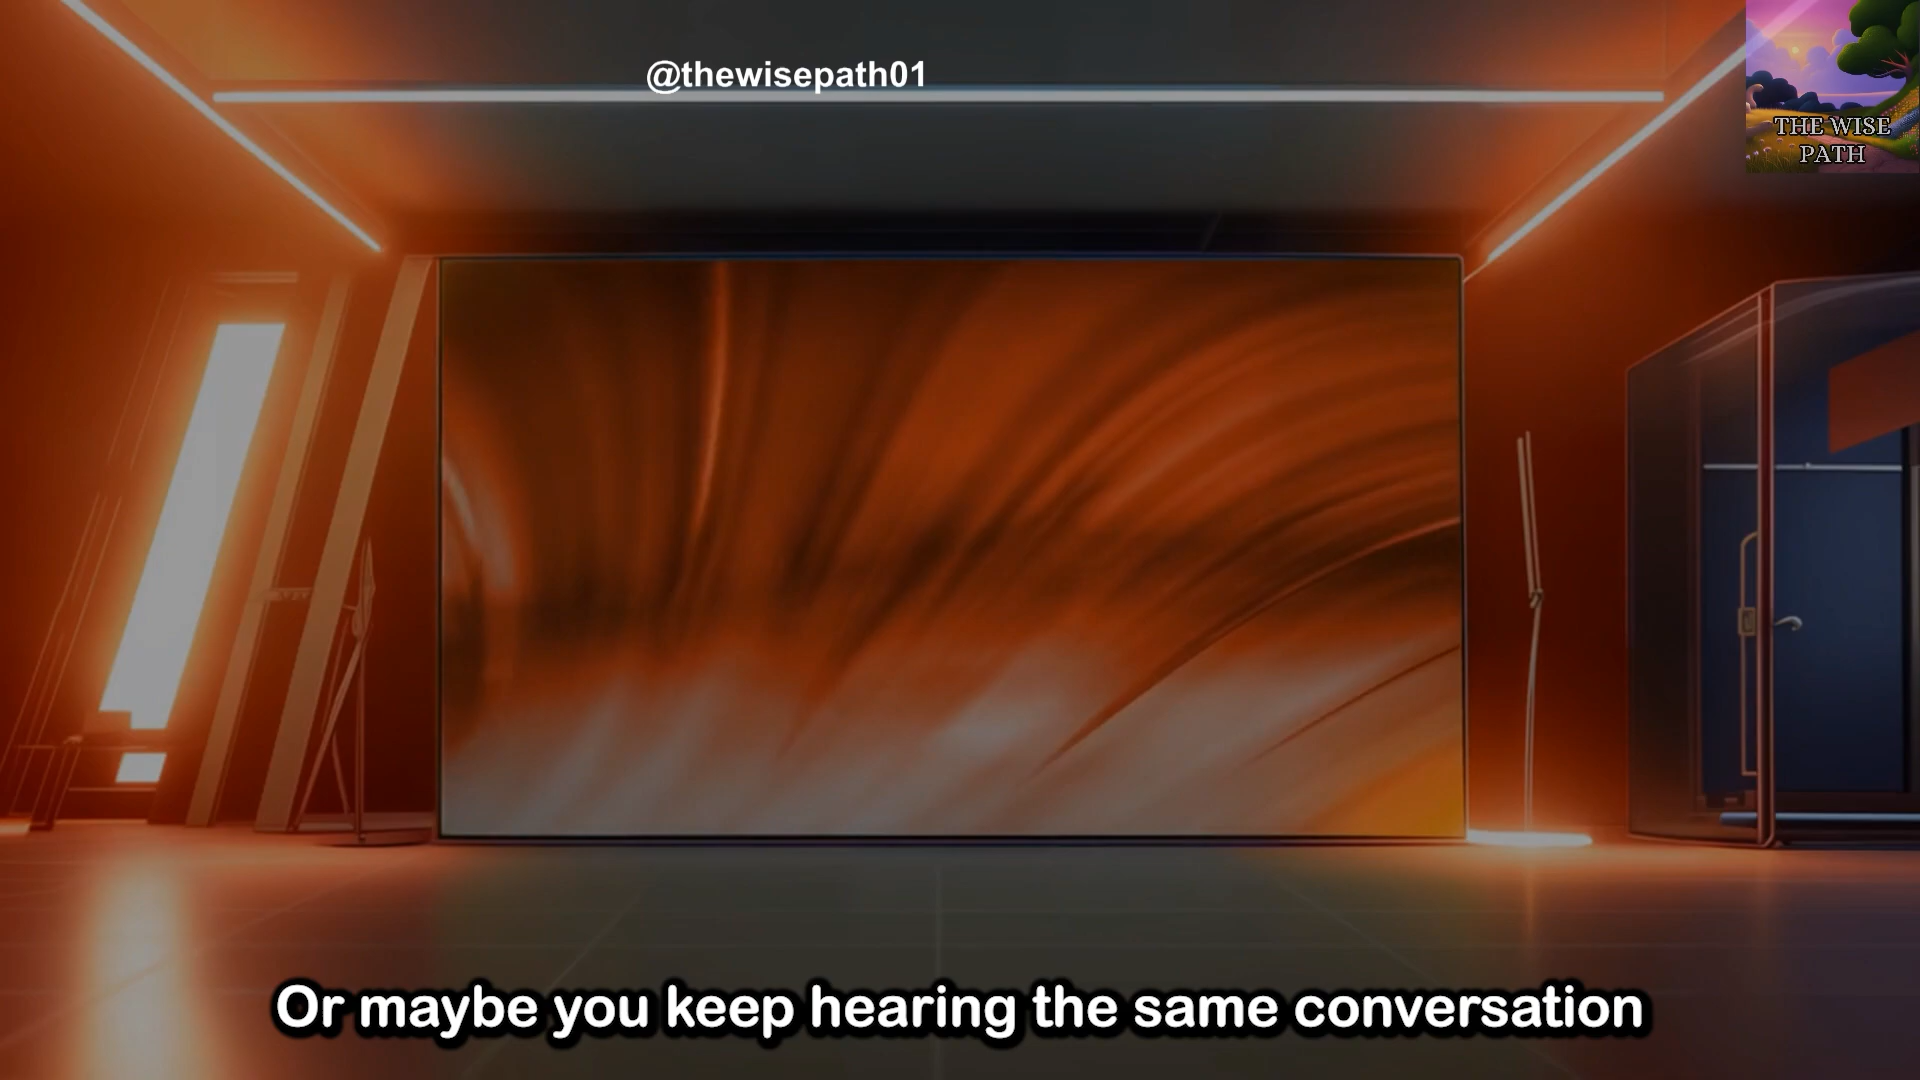 @thewisepath01
THE WISE
PATH
Or maybe you keep hearing the same conversation